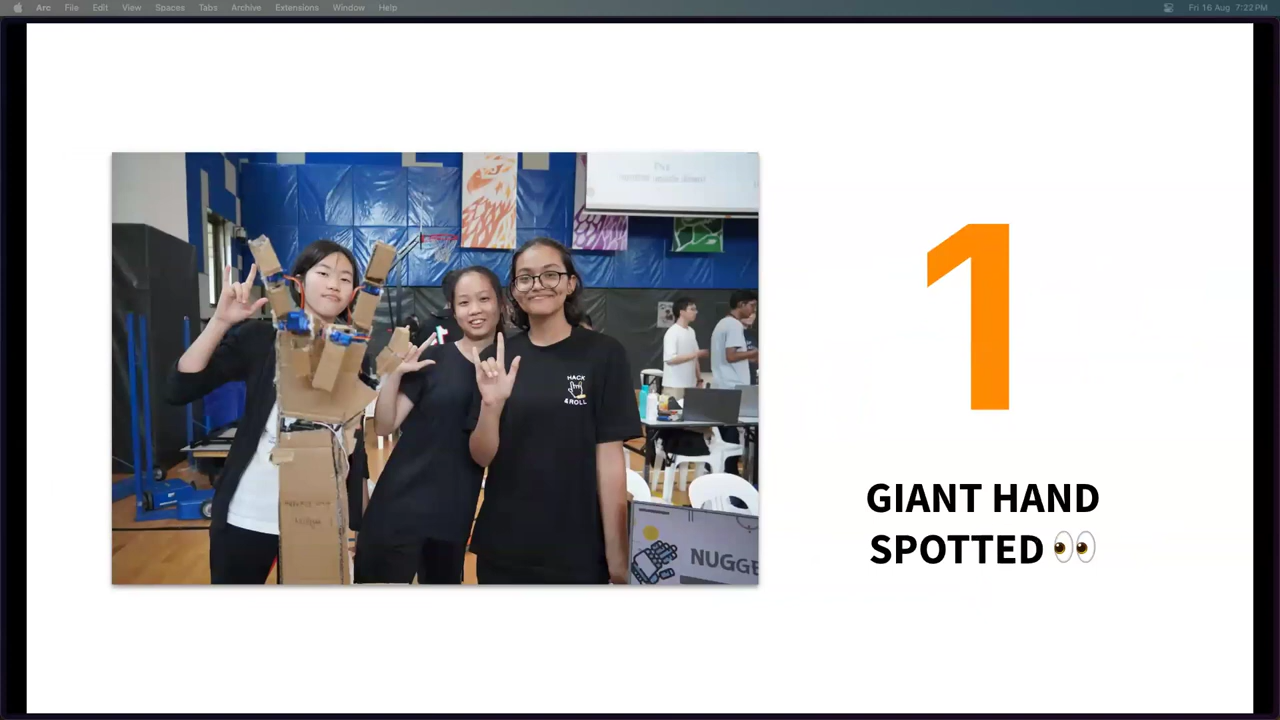 Arc File Edit View Spaces Tabs Archive Extensions Window Help
Fri 16 Aug 7:22 PM
1
GIANT HAND
SPOTTED 👀
HACK
&ROLL
NUGGE